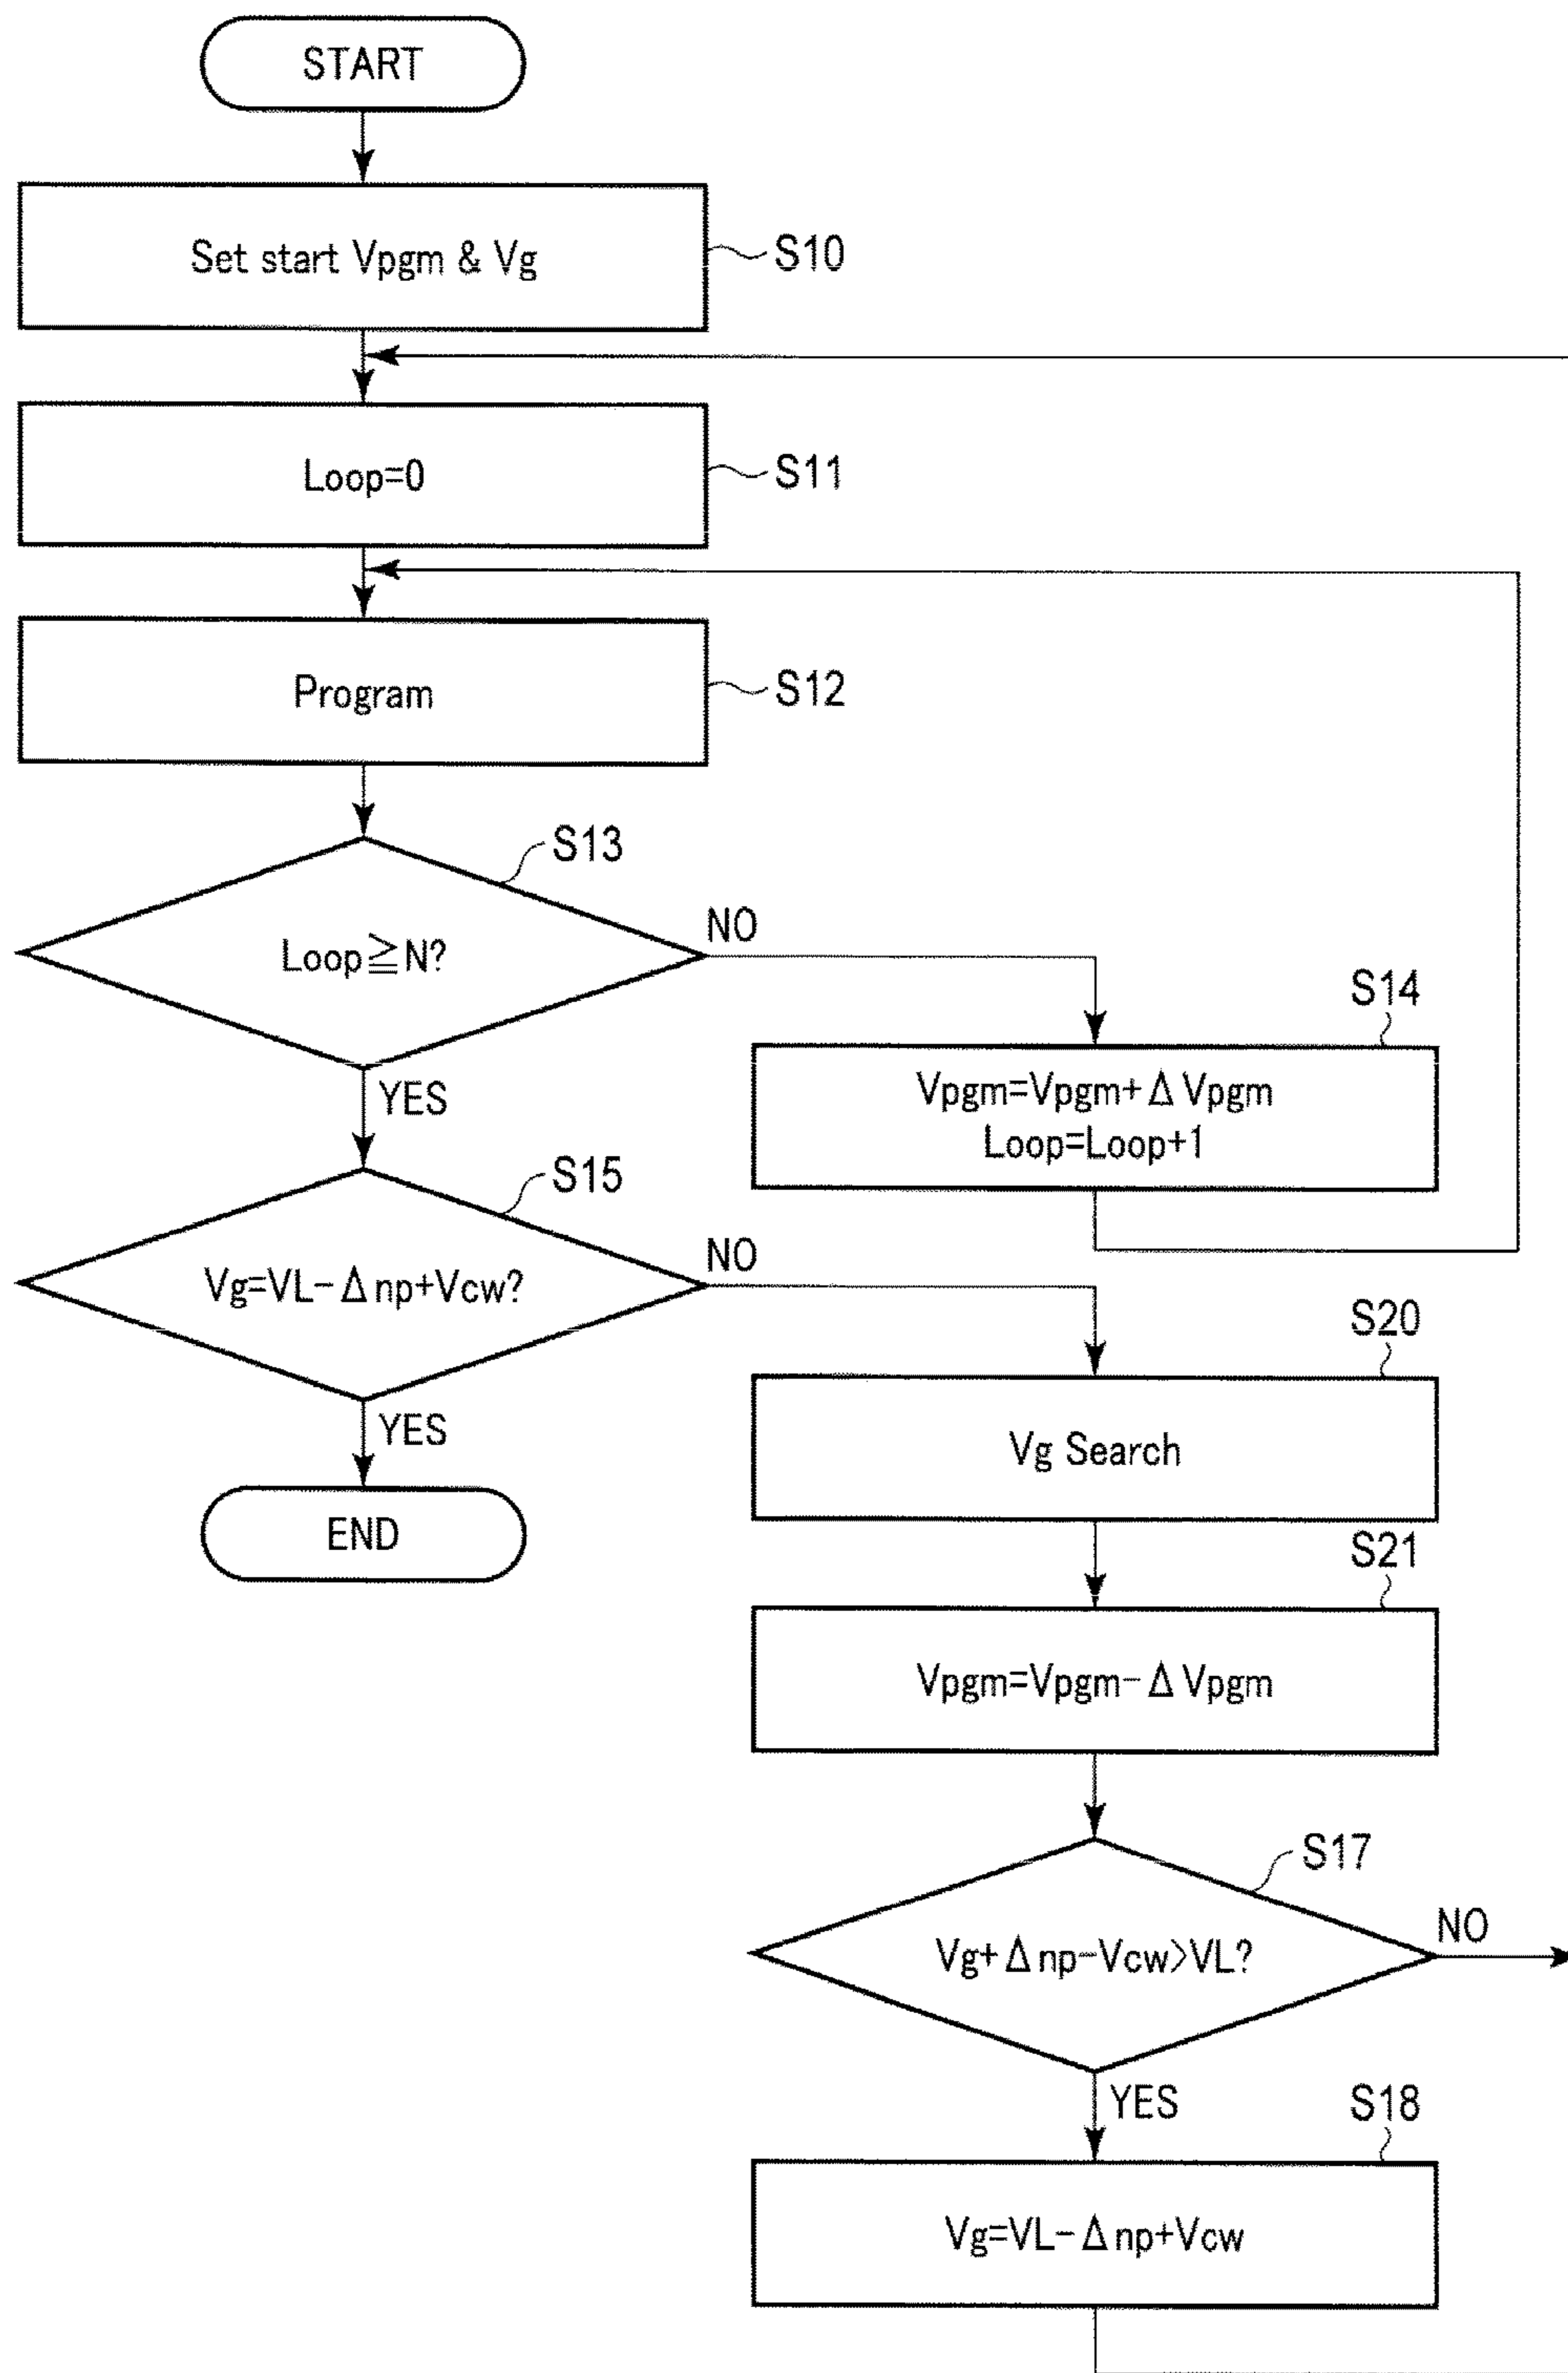 START
Set start Vpgm & Vg
S10
Loop=0
S11
Program
S12
S13
Loop≧N?
NO
YES
S14
Vpgm=Vpgm+Δ Vpgm
Loop=Loop+1
S15
Vg=VL-Δnp+Vcw?
NO
YES
END
S20
Vg Search
S21
Vpgm=Vpgm-Δ Vpgm
S17
Vg+Δnp-Vcw>VL?
NO
YES
S18
Vg=VL-Δnp+Vcw